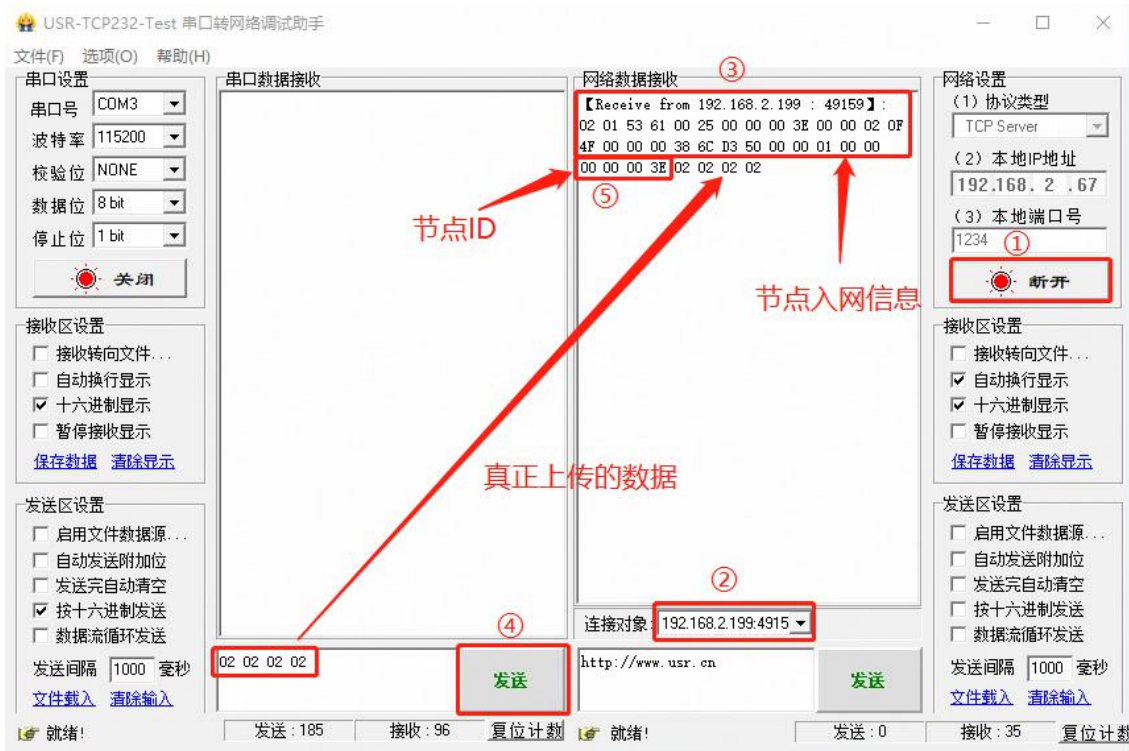 USR-TCP232-Test 串口转网络调试助手
文件(F) 选项(O) 帮助(H)
串口设置
串口号 COM3
波特率 115200
校验位 NONE
数据位 8 bit
停止位 1 bit
关闭
接收区设置
接收转向文件...
自动换行显示
十六进制显示
暂停接收显示
保存数据 清除显示
发送区设置
启用文件数据源...
自动发送附加位
发送完自动清空
按十六进制发送
数据流循环发送
发送间隔 1000 毫秒
文件载入 清除输入
串口数据接收
节点ID
真正上传的数据
④
02 02 02 02
发送
网络数据接收
③
【Receive from 192.168.2.199 : 49159】:
02 01 53 61 00 25 00 00 00 3E 00 00 02 0F
4F 00 00 00 38 6C D3 50 00 00 01 00 00
00 00 00 3E 02 02 02 02
⑤
节点入网信息
②
连接对象: 192.168.2.199:4915
http://www.usr.cn
发送
网络设置
(1) 协议类型
TCP Server
(2) 本地IP地址
192.168. 2 .67
(3) 本地端口号
1234
①
断开
接收区设置
接收转向文件...
自动换行显示
十六进制显示
暂停接收显示
保存数据 清除显示
发送区设置
启用文件数据源...
自动发送附加位
发送完自动清空
按十六进制发送
数据流循环发送
发送间隔 1000 毫秒
文件载入 清除输入
就绪! 发送:185 接收:96 复位计数
就绪! 发送:0 接收:35 复位计数